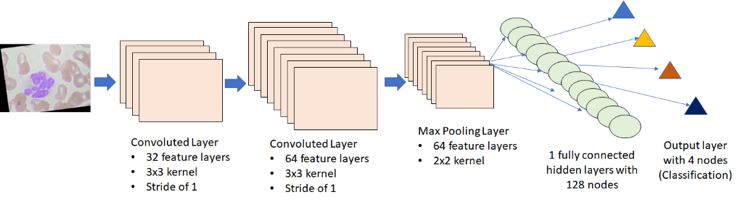 Convoluted Layer
• 32 feature layers
• 3x3 kernel
• Stride of 1
Convoluted Layer
• 64 feature layers
• 3x3 kernel
• Stride of 1
Max Pooling Layer
• 64 feature layers
• 2x2 kernel
1 fully connected
hidden layers with
128 nodes
Output layer
with 4 nodes
(Classification)